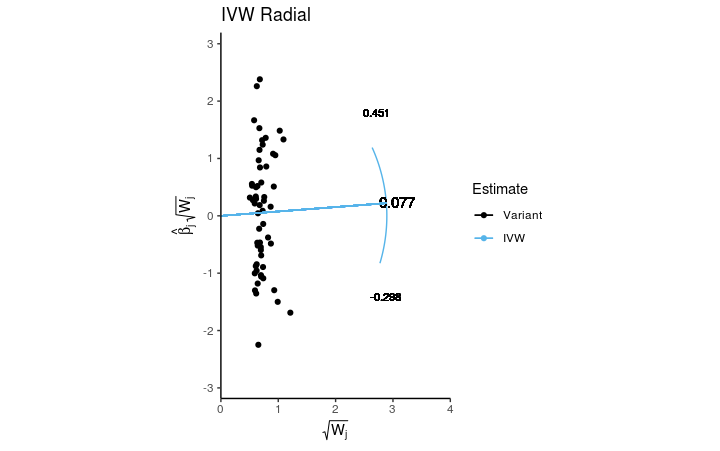 IVW Radial
3
2
1
0
-1
-2
-3
β̂j√Wj
0.451
0.077
-0.298
0 1 2 3 4
√Wj
Estimate
Variant
IVW